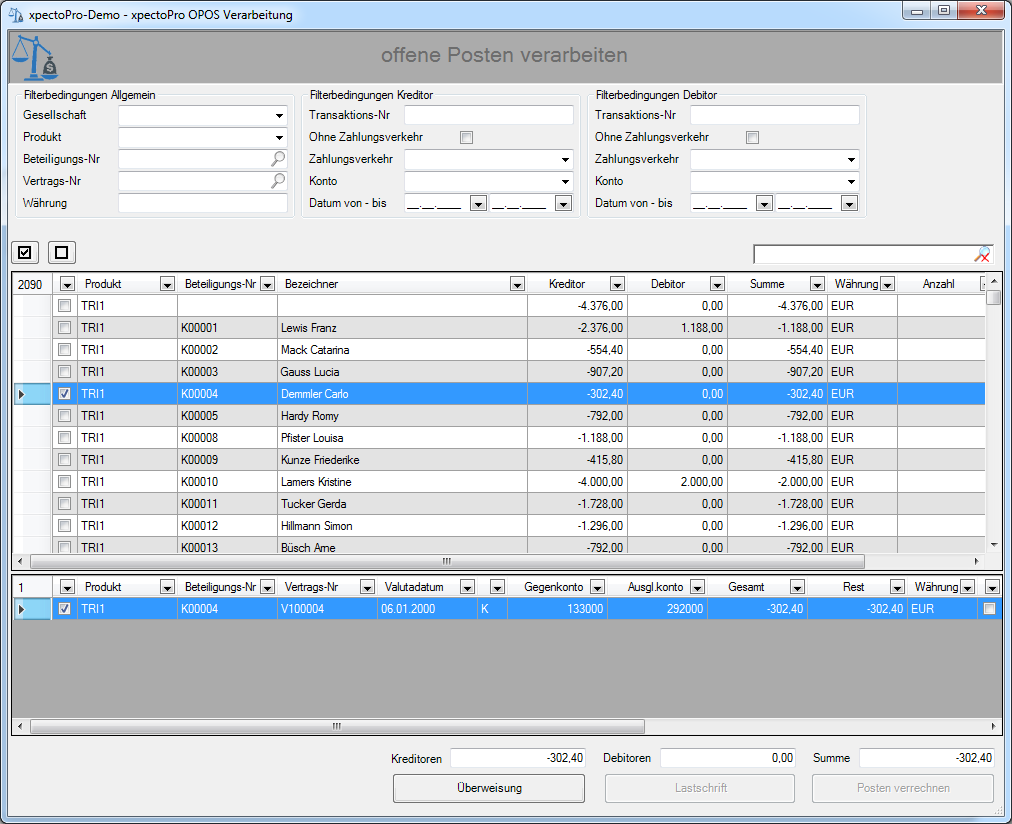 xpectoPro-Demo - xpectoPro OPOS Verarbeitung
offene Posten verarbeiten
Filterbedingungen Allgemein
Gesellschaft
Produkt
Beteiligungs-Nr
Vertrags-Nr
Währung
Filterbedingungen Kreditor
Transaktions-Nr
Ohne Zahlungsverkehr
Zahlungsverkehr
Konto
Datum von - bis __.__.____ __.__.____
Filterbedingungen Debitor
Transaktions-Nr
Ohne Zahlungsverkehr
Zahlungsverkehr
Konto
Datum von - bis __.__.____ __.__.____
2090 Produkt Beteiligungs-Nr Bezeichner Kreditor Debitor Summe Währung Anzahl
TRI1 -4.376,00 0,00 -4.376,00 EUR
TRI1 K00001 Lewis Franz -2.376,00 1.188,00 -1.188,00 EUR
TRI1 K00002 Mack Catarina -554,40 0,00 -554,40 EUR
TRI1 K00003 Gauss Lucia -907,20 0,00 -907,20 EUR
TRI1 K00004 Demmler Carlo -302,40 0,00 -302,40 EUR
TRI1 K00005 Hardy Romy -792,00 0,00 -792,00 EUR
TRI1 K00008 Pfister Louisa -1.188,00 0,00 -1.188,00 EUR
TRI1 K00009 Kunze Friederike -415,80 0,00 -415,80 EUR
TRI1 K00010 Lamers Kristine -4.000,00 2.000,00 -2.000,00 EUR
TRI1 K00011 Tucker Gerda -1.728,00 0,00 -1.728,00 EUR
TRI1 K00012 Hillmann Simon -1.296,00 0,00 -1.296,00 EUR
TRI1 K00013 Büsch Arne -792,00 0,00 -792,00 EUR
1 Produkt Beteiligungs-Nr Vertrags-Nr Valutadatum Gegenkonto Ausgl.konto Gesamt Rest Währung
TRI1 K00004 V100004 06.01.2000 K 133000 292000 -302,40 -302,40 EUR
Kreditoren -302,40 Debitoren 0,00 Summe -302,40
Überweisung Lastschrift Posten verrechnen